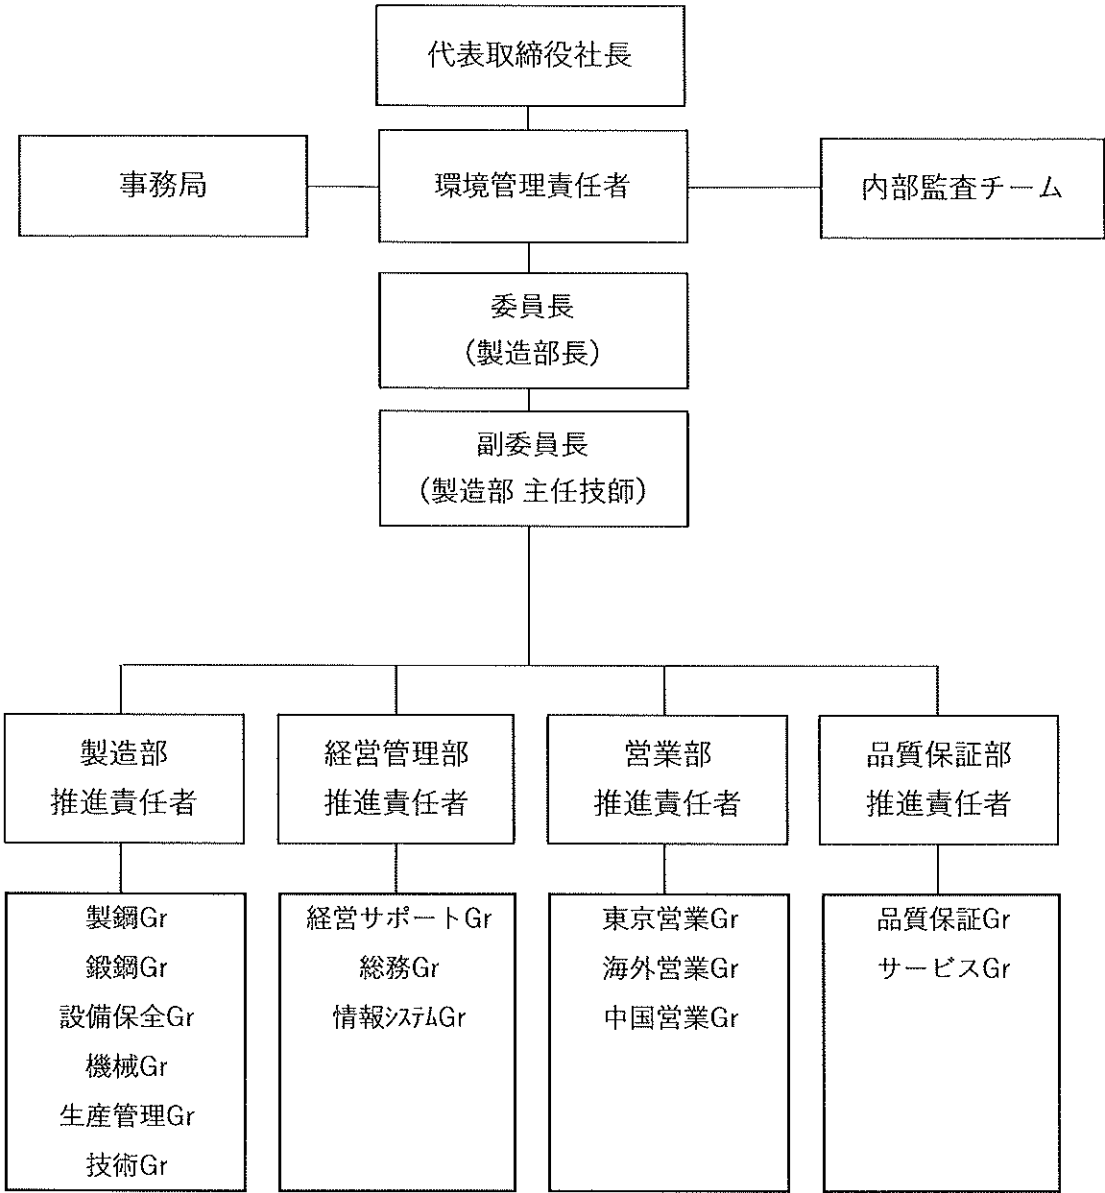 代表取締役社長
事務局
環境管理責任者
内部監査チーム
委員長
(製造部長)
副委員長
(製造部 主任技師)
製造部
推進責任者
経営管理部
推進責任者
営業部
推進責任者
品質保証部
推進責任者
製鋼Gr
鍛鋼Gr
設備保全Gr
機械Gr
生産管理Gr
技術Gr
経営サポートGr
総務Gr
情報ｼｽﾃﾑGr
東京営業Gr
海外営業Gr
中国営業Gr
品質保証Gr
サービスGr